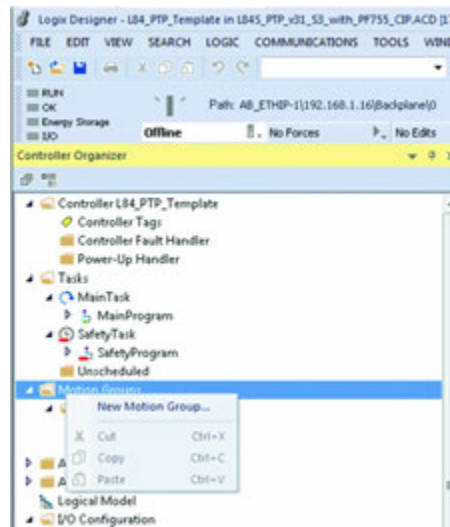 Logix Designer - L84_PTP_Template in L84S_PTP_v31_S3_with_PF755_CIP.ACD
FILE EDIT VIEW SEARCH LOGIC COMMUNICATIONS TOOLS
RUN
OK
Energy Storage
I/O
Path: AB_ETHIP-1\192.168.1.16\Backplane\0
Offline
No Forces
No Edits
Controller Organizer
Controller L84_PTP_Template
Controller Tags
Controller Fault Handler
Power-Up Handler
Tasks
MainTask
MainProgram
SafetyTask
SafetyProgram
Unscheduled
Motion Groups
New Motion Group...
Cut Ctrl+X
Copy Ctrl+C
Paste Ctrl+V
Logical Model
I/O Configuration